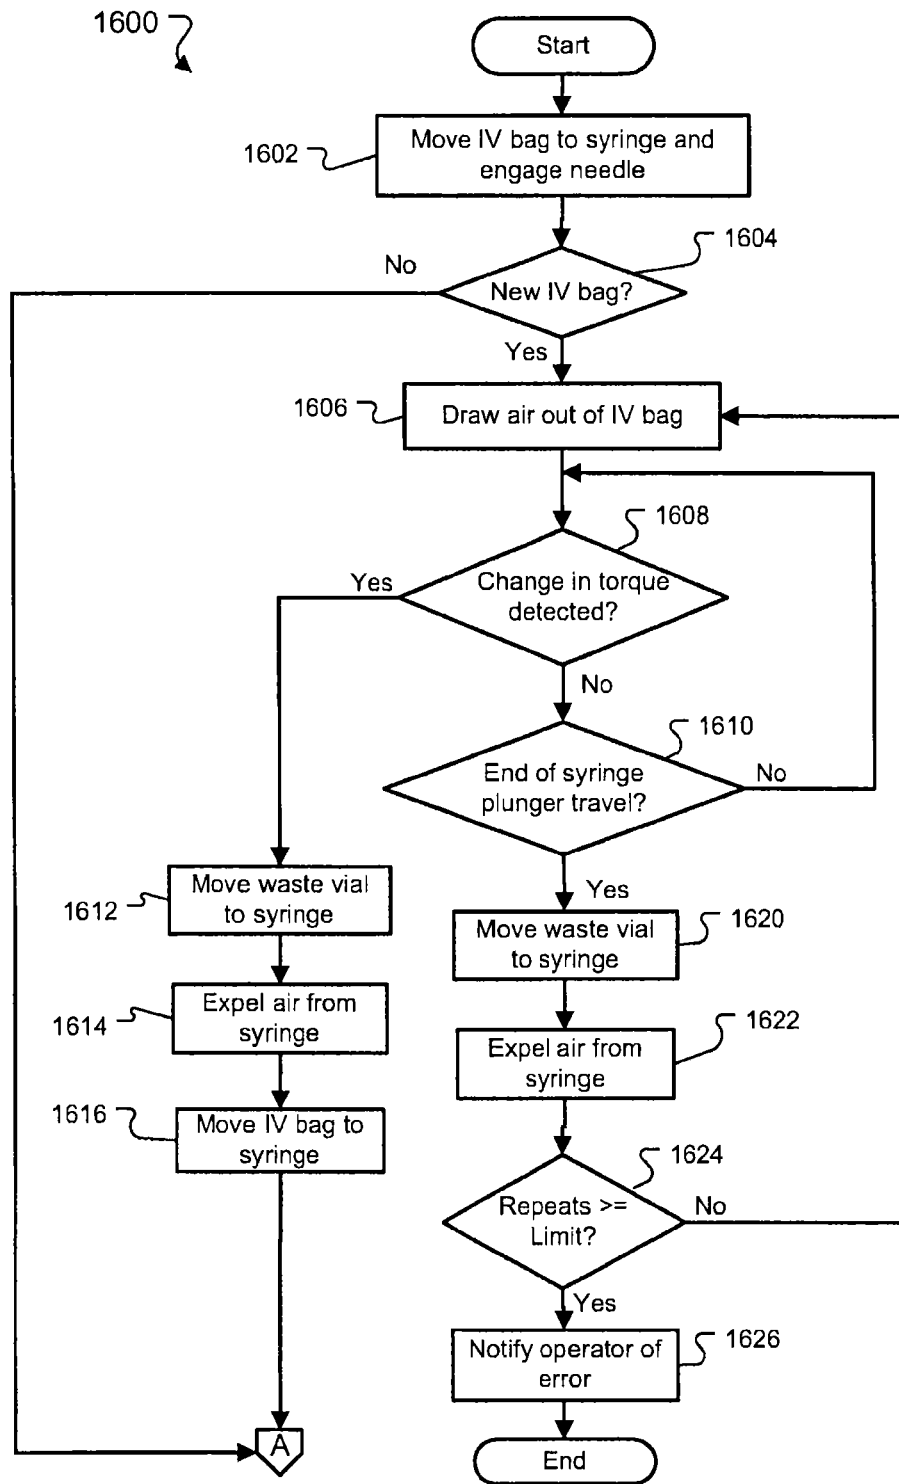 1600
Start
Move IV bag to syringe and
engage needle
1602
1604
New IV bag?
No
Yes
1606
Draw air out of IV bag
1608
Change in torque
detected?
Yes
No
1610
End of syringe
plunger travel?
No
Yes
1612
Move waste vial
to syringe
1620
Move waste vial
to syringe
1614
Expel air from
syringe
1622
Expel air from
syringe
1616
Move IV bag to
syringe
1624
Repeats >=
Limit?
No
Yes
1626
Notify operator of
error
A
End